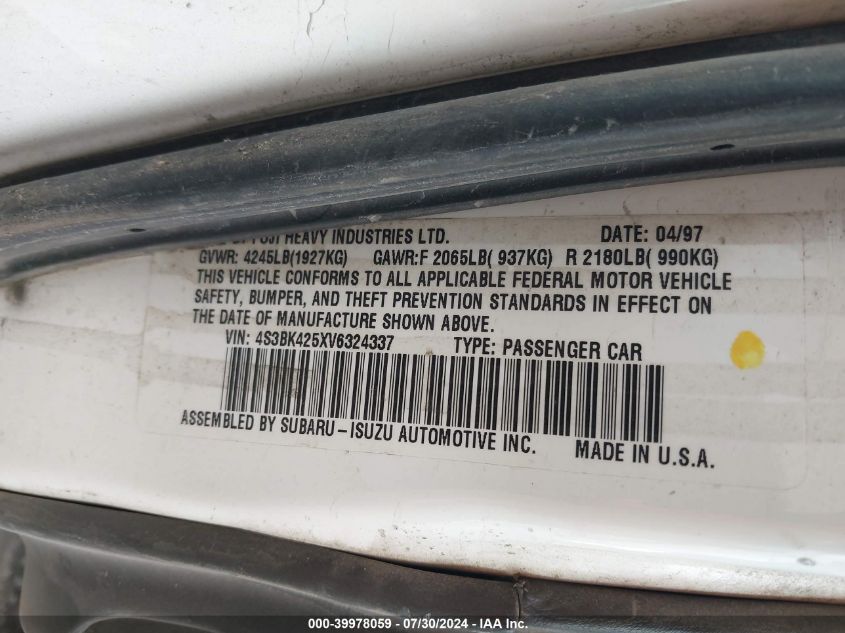 FUJI HEAVY INDUSTRIES LTD. DATE: 04/97
GVWR: 4245LB(1927KG) GAWR:F 2065LB( 937KG) R 2180LB( 990KG)
THIS VEHICLE CONFORMS TO ALL APPLICABLE FEDERAL MOTOR VEHICLE
SAFETY, BUMPER, AND THEFT PREVENTION STANDARDS IN EFFECT ON
THE DATE OF MANUFACTURE SHOWN ABOVE.
VIN: 4S3BK425XV6324337 TYPE: PASSENGER CAR
ASSEMBLED BY SUBARU-ISUZU AUTOMOTIVE INC. MADE IN U.S.A.
000-39978059 - 07/30/2024 - IAA Inc.